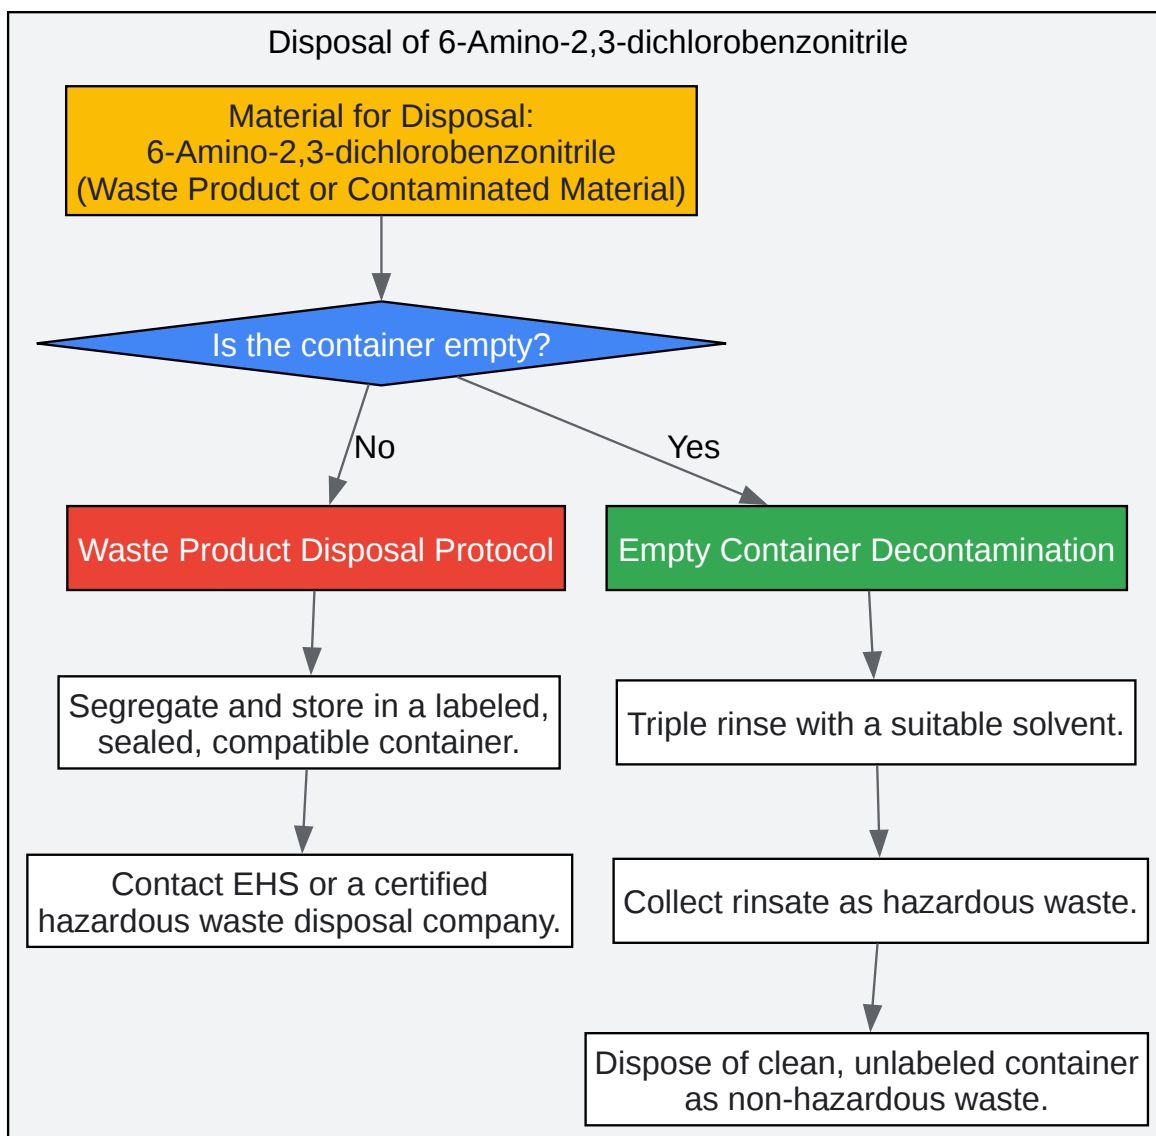 Disposal of 6-Amino-2,3-dichlorobenzonitrile
Material for Disposal:
6-Amino-2,3-dichlorobenzonitrile
(Waste Product or Contaminated Material)
Is the container empty?
No
Yes
Waste Product Disposal Protocol
Empty Container Decontamination
Segregate and store in a labeled,
sealed, compatible container.
Triple rinse with a suitable solvent.
Contact EHS or a certified
hazardous waste disposal company.
Collect rinsate as hazardous waste.
Dispose of clean, unlabeled container
as non-hazardous waste.